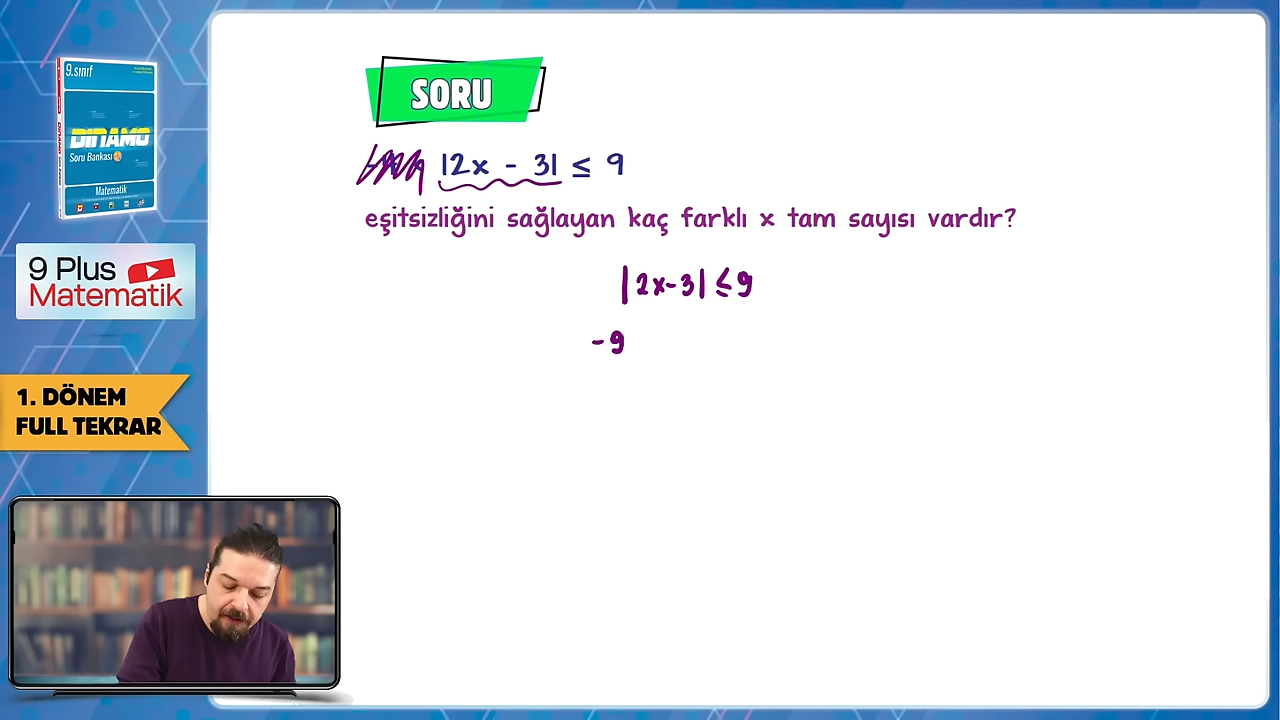 9.sınıf
DİNAMO
Soru Bankası
Matematik
9 Plus
Matematik
1. DÖNEM
FULL TEKRAR
SORU
|2x - 3| ≤ 9
eşitsizliğini sağlayan kaç farklı x tam sayısı vardır?
|2x-3| ≤ 9
-9